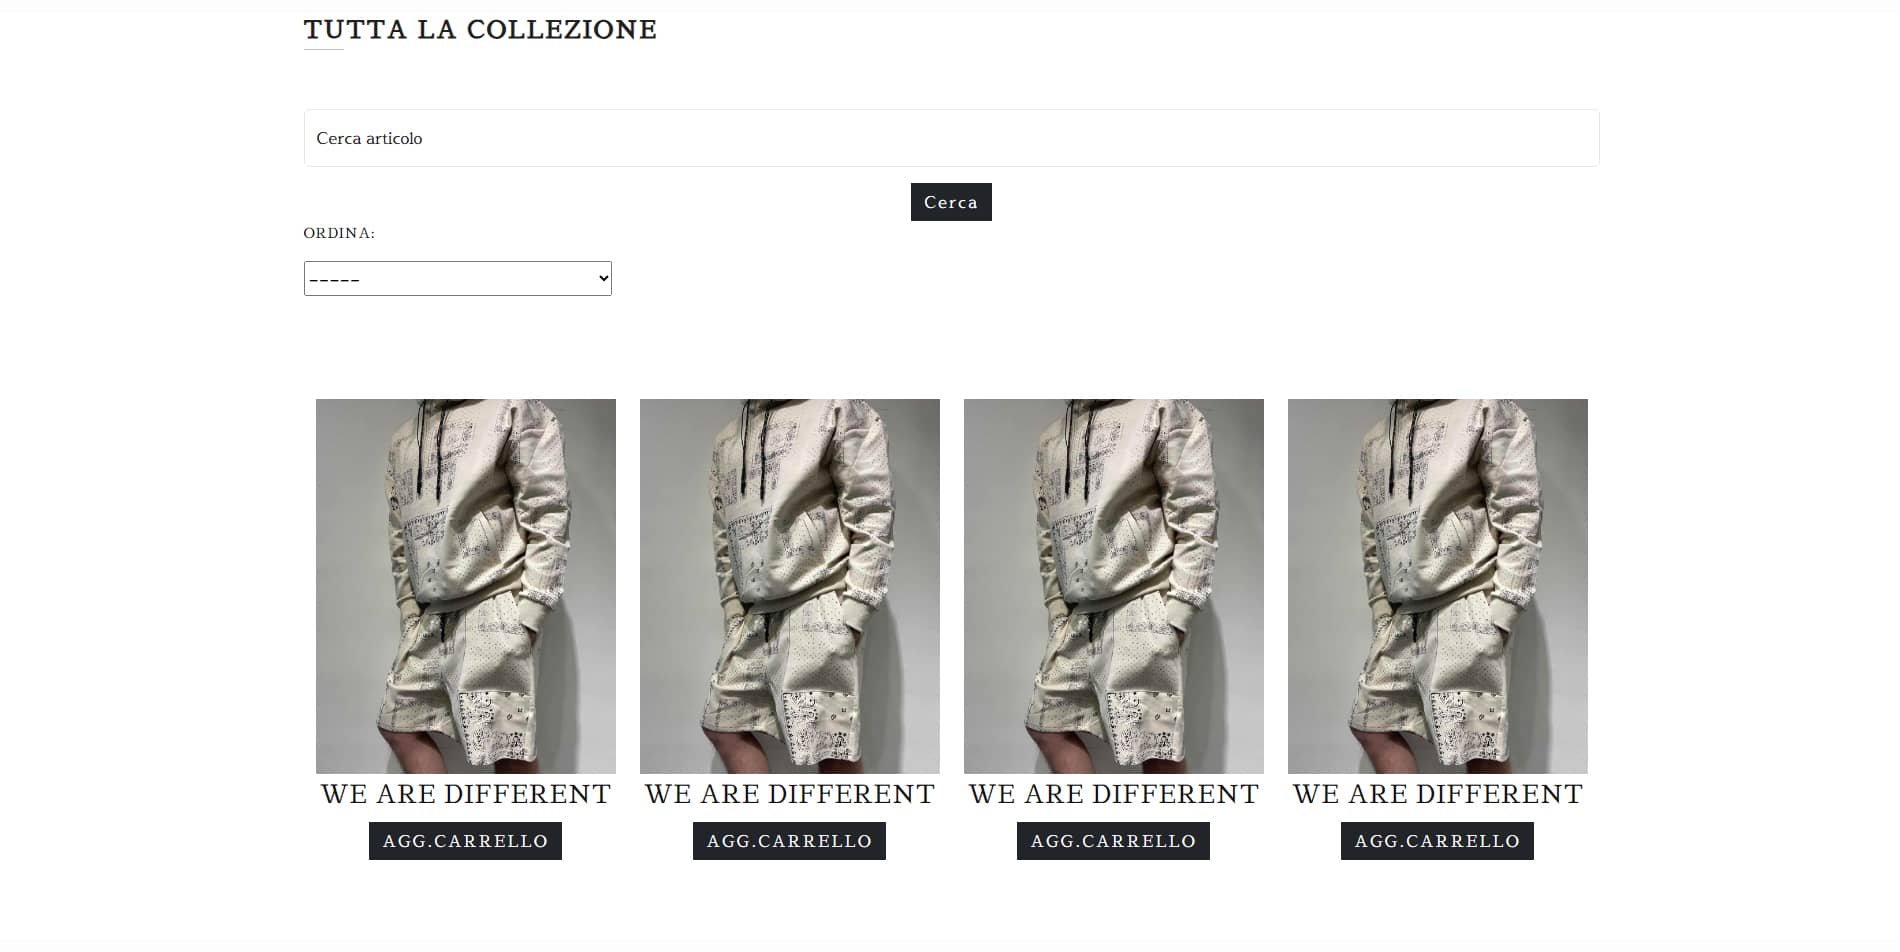 TUTTA LA COLLEZIONE
Cerca articolo
Cerca
ORDINA:
-----
WE ARE DIFFERENT WE ARE DIFFERENT WE ARE DIFFERENT WE ARE DIFFERENT
AGG.CARRELLO AGG.CARRELLO AGG.CARRELLO AGG.CARRELLO